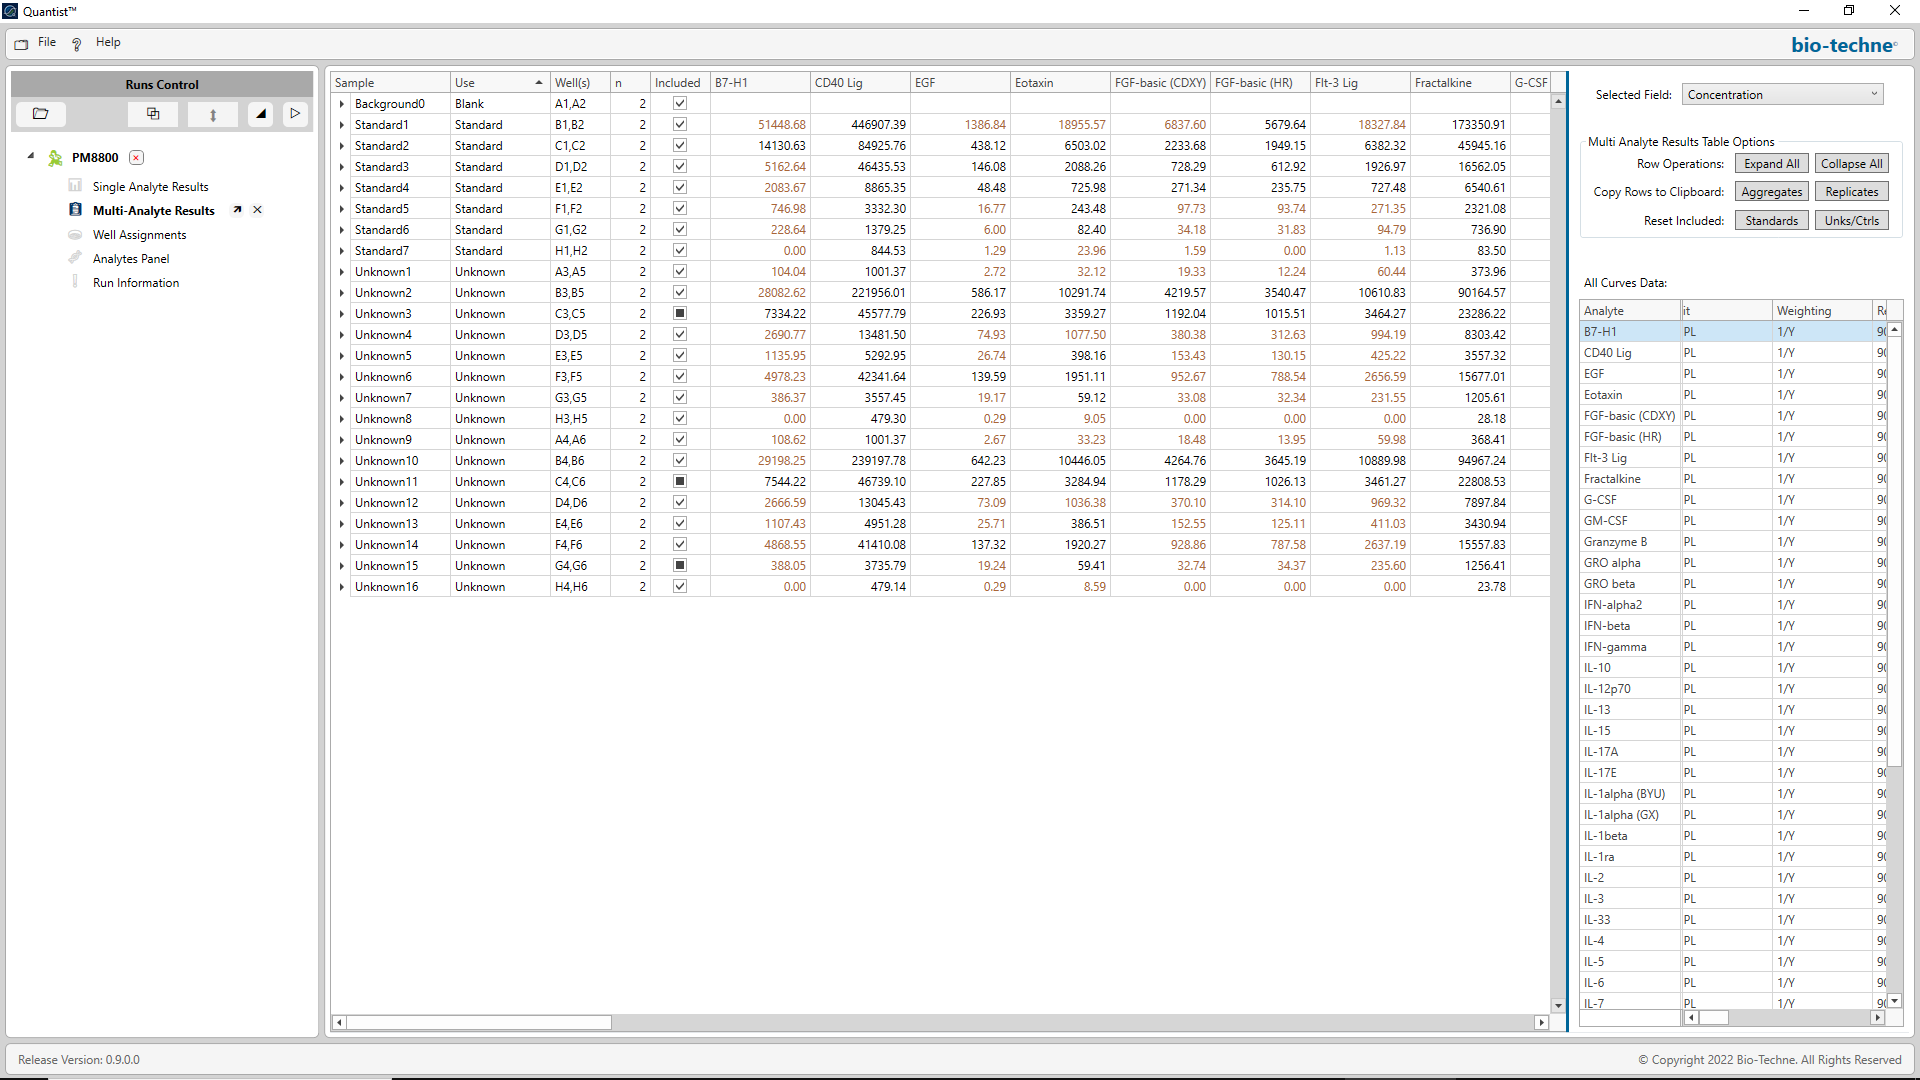 Quantist™
File Help
bio-techne
Runs Control
PM8800
Single Analyte Results
Multi-Analyte Results
Well Assignments
Analytes Panel
Run Information
Sample Use Well(s) n Included B7-H1 CD40 Lig EGF Eotaxin FGF-basic (CDXY) FGF-basic (HR) Flt-3 Lig Fractalkine G-CSF
Background0 Blank A1,A2 2
Standard1 Standard B1,B2 2 51448.68 446907.39 1386.84 18955.57 6837.60 5679.64 18327.84 173350.91
Standard2 Standard C1,C2 2 14130.63 84925.76 438.12 6503.02 2233.68 1949.15 6382.32 45945.16
Standard3 Standard D1,D2 2 5162.64 46435.53 146.08 2088.26 728.29 612.92 1926.97 16562.05
Standard4 Standard E1,E2 2 2083.67 8865.35 48.48 725.98 271.34 235.75 727.48 6540.61
Standard5 Standard F1,F2 2 746.98 3332.30 16.77 243.48 97.73 93.74 271.35 2321.08
Standard6 Standard G1,G2 2 228.64 1379.25 6.00 82.40 34.18 31.83 94.79 736.90
Standard7 Standard H1,H2 2 0.00 844.53 1.29 23.96 1.59 0.00 1.13 83.50
Unknown1 Unknown A3,A5 2 104.04 1001.37 2.72 32.12 19.33 12.24 60.44 373.96
Unknown2 Unknown B3,B5 2 28082.62 221956.01 586.17 10291.74 4219.57 3540.47 10610.83 90164.57
Unknown3 Unknown C3,C5 2 7334.22 45577.79 226.93 3359.27 1192.04 1015.51 3464.27 23286.22
Unknown4 Unknown D3,D5 2 2690.77 13481.50 74.93 1077.50 380.38 312.63 994.19 8303.42
Unknown5 Unknown E3,E5 2 1135.95 5292.95 26.74 398.16 153.43 130.15 425.22 3557.32
Unknown6 Unknown F3,F5 2 4978.23 42341.64 139.59 1951.11 952.67 788.54 2656.59 15677.01
Unknown7 Unknown G3,G5 2 386.37 3557.45 19.17 59.12 33.08 32.34 231.55 1205.61
Unknown8 Unknown H3,H5 2 0.00 479.30 0.29 9.05 0.00 0.00 0.00 28.18
Unknown9 Unknown A4,A6 2 108.62 1001.37 2.67 33.23 18.48 13.95 59.98 368.41
Unknown10 Unknown B4,B6 2 29198.25 239197.78 642.23 10446.05 4264.76 3645.19 10889.98 94967.24
Unknown11 Unknown C4,C6 2 7544.22 46739.10 227.85 3284.94 1178.29 1026.13 3461.27 22808.53
Unknown12 Unknown D4,D6 2 2666.59 13045.43 73.09 1036.38 370.10 314.10 969.32 7897.84
Unknown13 Unknown E4,E6 2 1107.43 4951.28 25.71 386.51 152.55 125.11 411.03 3430.94
Unknown14 Unknown F4,F6 2 4868.55 41410.08 137.32 1920.27 928.86 787.58 2637.19 15557.83
Unknown15 Unknown G4,G6 2 388.05 3735.79 19.24 59.41 32.74 34.37 235.60 1256.41
Unknown16 Unknown H4,H6 2 0.00 479.14 0.29 8.59 0.00 0.00 0.00 23.78
Selected Field: Concentration
Multi Analyte Results Table Options
Row Operations: Expand All Collapse All
Copy Rows to Clipboard: Aggregates Replicates
Reset Included: Standards Unks/Ctrls
All Curves Data:
Analyte it Weighting
B7-H1 PL 1/Y 90
CD40 Lig PL 1/Y 90
EGF PL 1/Y 90
Eotaxin PL 1/Y 90
FGF-basic (CDXY) PL 1/Y 90
FGF-basic (HR) PL 1/Y 90
Flt-3 Lig PL 1/Y 90
Fractalkine PL 1/Y 90
G-CSF PL 1/Y 90
GM-CSF PL 1/Y 90
Granzyme B PL 1/Y 90
GRO alpha PL 1/Y 90
GRO beta PL 1/Y 90
IFN-alpha2 PL 1/Y 90
IFN-beta PL 1/Y 90
IFN-gamma PL 1/Y 90
IL-10 PL 1/Y 90
IL-12p70 PL 1/Y 90
IL-13 PL 1/Y 90
IL-15 PL 1/Y 90
IL-17A PL 1/Y 90
IL-17E PL 1/Y 90
IL-1alpha (BYU) PL 1/Y 90
IL-1alpha (GX) PL 1/Y 90
IL-1beta PL 1/Y 90
IL-1ra PL 1/Y 90
IL-2 PL 1/Y 90
IL-3 PL 1/Y 90
IL-33 PL 1/Y 90
IL-4 PL 1/Y 90
IL-5 PL 1/Y 90
IL-6 PL 1/Y 90
IL-7 PL 1/Y 90
Release Version: 0.9.0.0
© Copyright 2022 Bio-Techne. All Rights Reserved